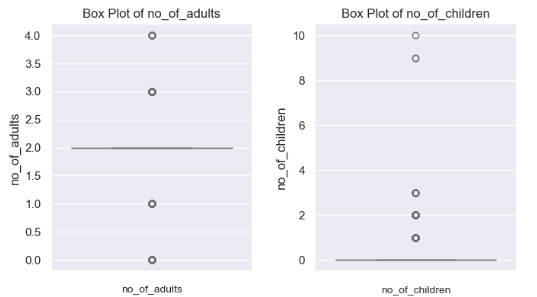 Box Plot of no_of_adults
4.0
3.5
3.0
2.5
2.0
1.5
1.0
0.5
0.0
no_of_adults
no_of_adults
Box Plot of no_of_children
10
8
6
4
2
0
no_of_children
no_of_children